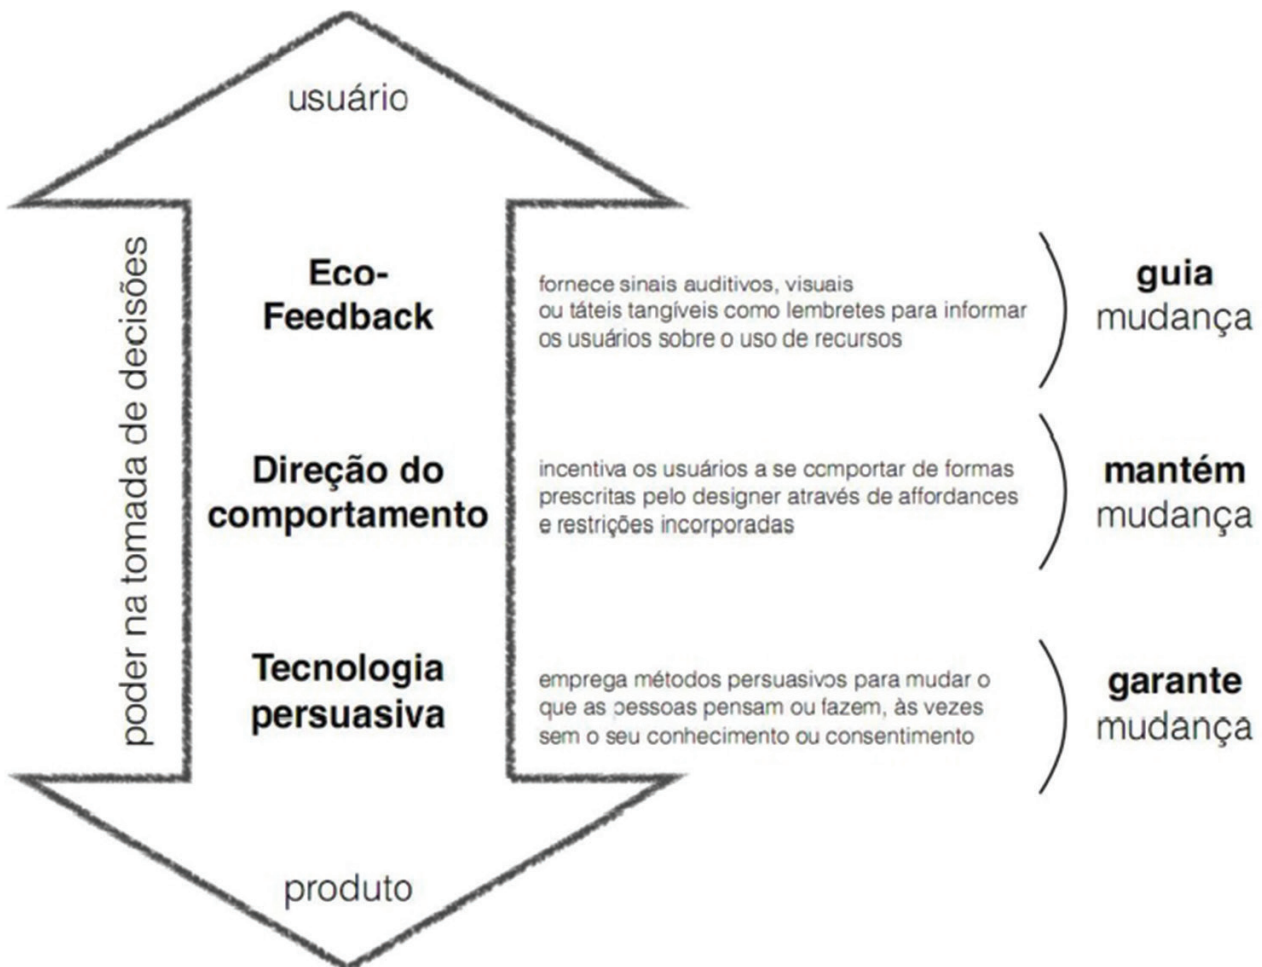 usuário
poder na tomada de decisões
Eco-
Feedback
fornece sinais auditivos, visuais
ou táteis tangíveis como lembretes para informar
os usuários sobre o uso de recursos
guia
mudança
Direção do
comportamento
incentiva os usuários a se comportar de formas
prescritas pelo designer através de affordances
e restrições incorporadas
mantém
mudança
Tecnologia
persuasiva
emprega métodos persuasivos para mudar o
que as pessoas pensam ou fazem, às vezes
sem o seu conhecimento ou consentimento
garante
mudança
produto